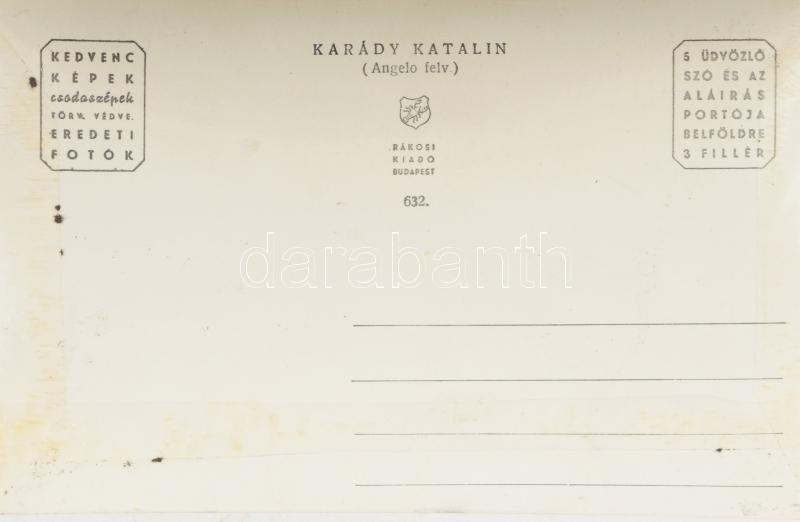 KEDVENC
KÉPEK
csodaszépek
TÖRV. VÉDVE.
EREDETI
FOTÓK
KARÁDY KATALIN
(Angelo felv.)
RÁKOSI
KIADÓ
BUDAPEST
632.
5 ÜDVÖZLŐ
SZÓ ÉS AZ
ALÁÍRÁS
PORTÓJA
BELFÖLDRE
3 FILLÉR
darabanth